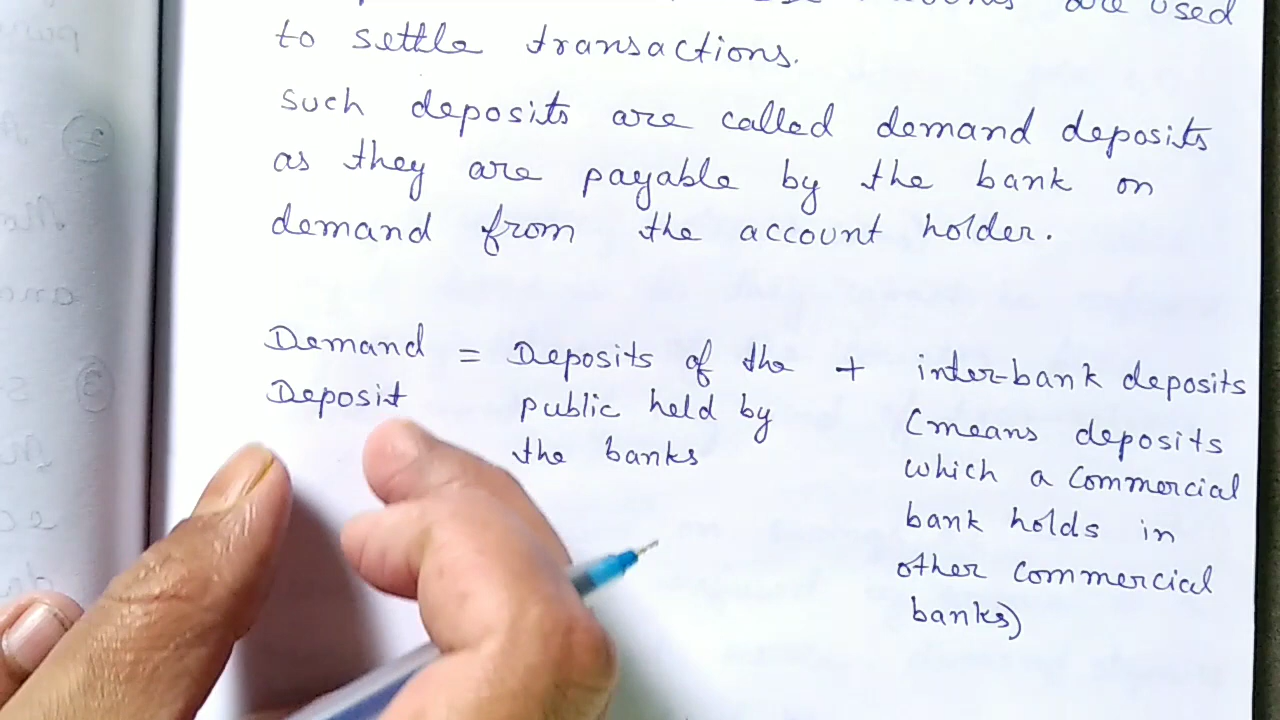 are used
to settle transactions.
such deposits are called demand deposits
as they are payable by the bank on
demand from the account holder.
Demand = Deposits of the + inter-bank deposits
Deposit public held by (means deposits
the banks which a commercial
bank holds in
other commercial
banks)